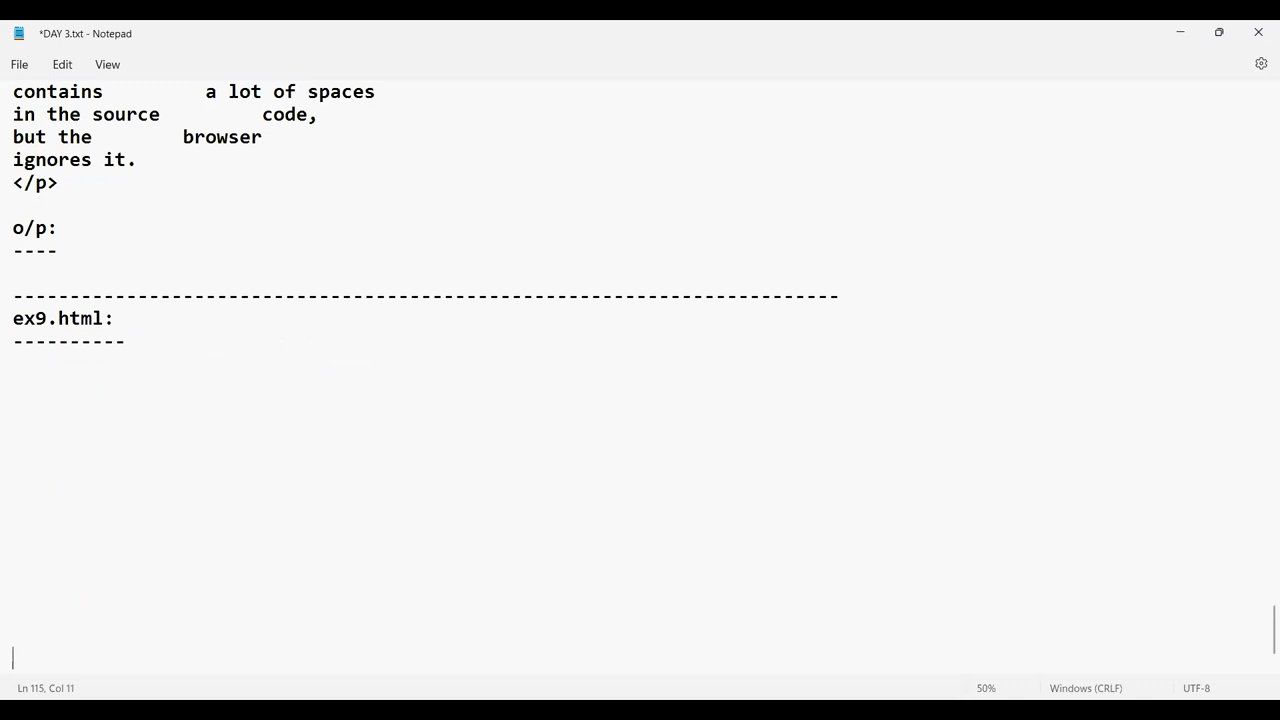 *DAY 3.txt - Notepad
File Edit View
contains         a lot of spaces
in the source         code,
but the        browser
ignores it.
</p>
o/p:
----
-------------------------------------------------------------------------
ex9.html:
----------
Ln 115, Col 11 50% Windows (CRLF) UTF-8